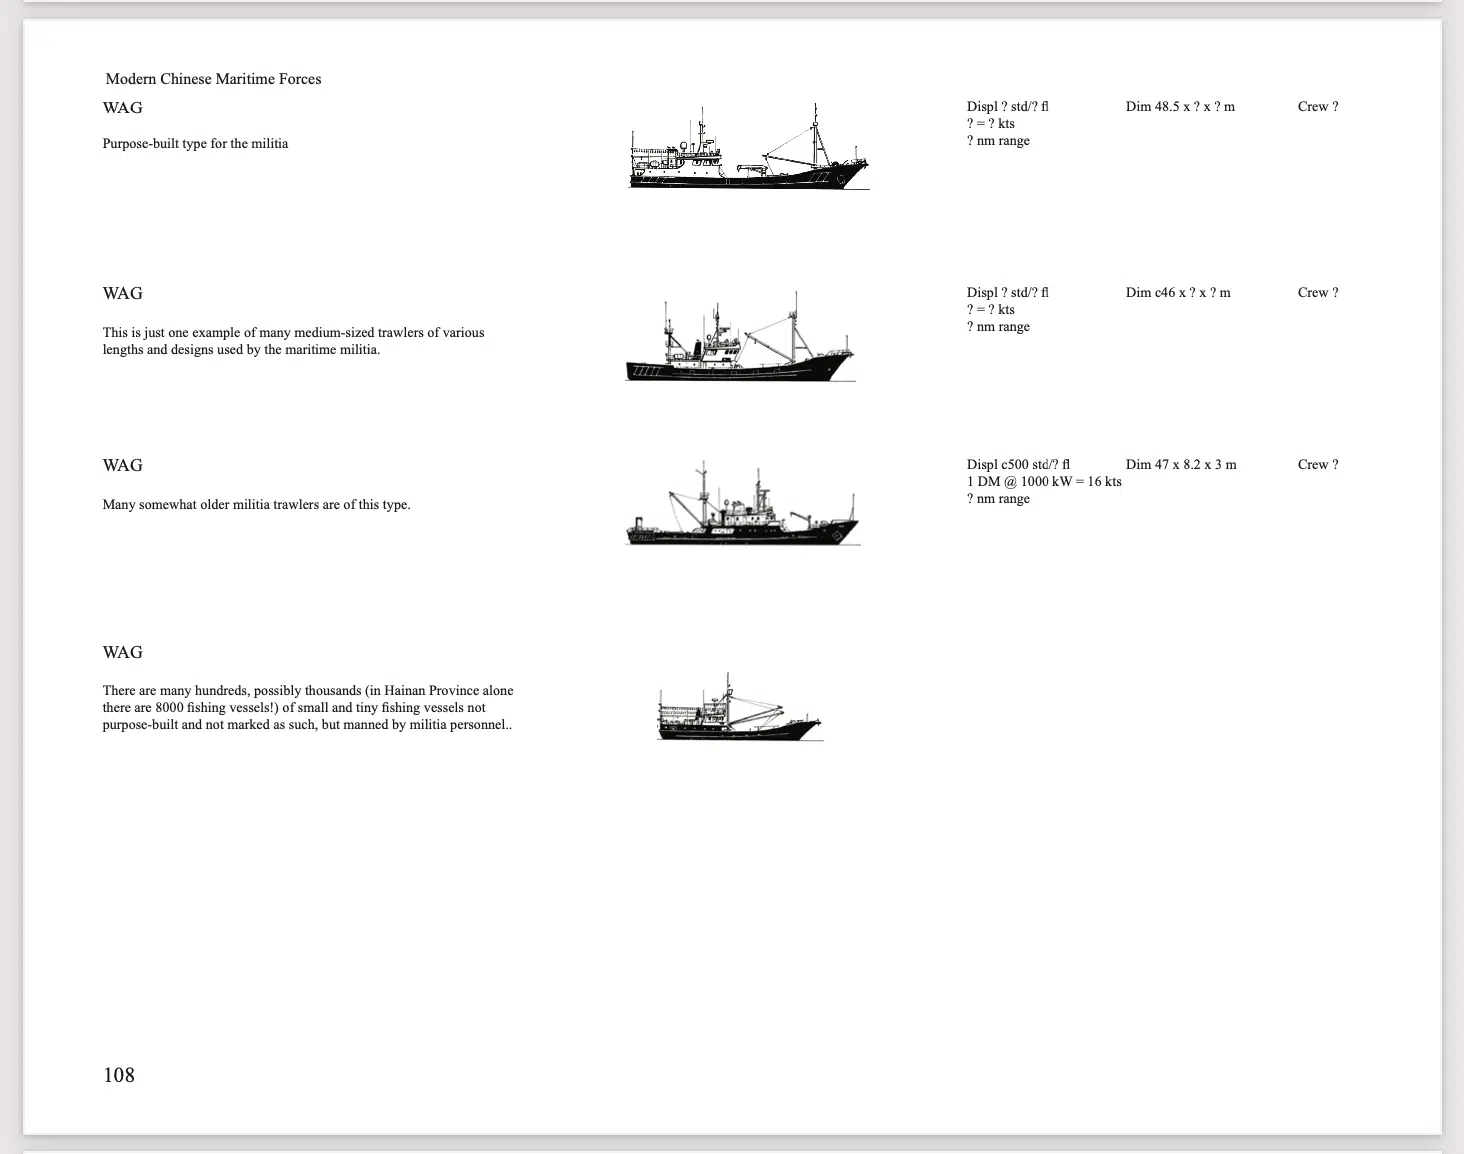 Modern Chinese Maritime Forces
WAG
Purpose-built type for the militia
Displ ? std/? fl
? = ? kts
? nm range
Dim 48.5 x ? x ? m
Crew ?
WAG
This is just one example of many medium-sized trawlers of various
lengths and designs used by the maritime militia.
Displ ? std/? fl
? = ? kts
? nm range
Dim c46 x ? x ? m
Crew ?
WAG
Many somewhat older militia trawlers are of this type.
Displ c500 std/? fl
1 DM @ 1000 kW = 16 kts
? nm range
Dim 47 x 8.2 x 3 m
Crew ?
WAG
There are many hundreds, possibly thousands (in Hainan Province alone
there are 8000 fishing vessels!) of small and tiny fishing vessels not
purpose-built and not marked as such, but manned by militia personnel..
108